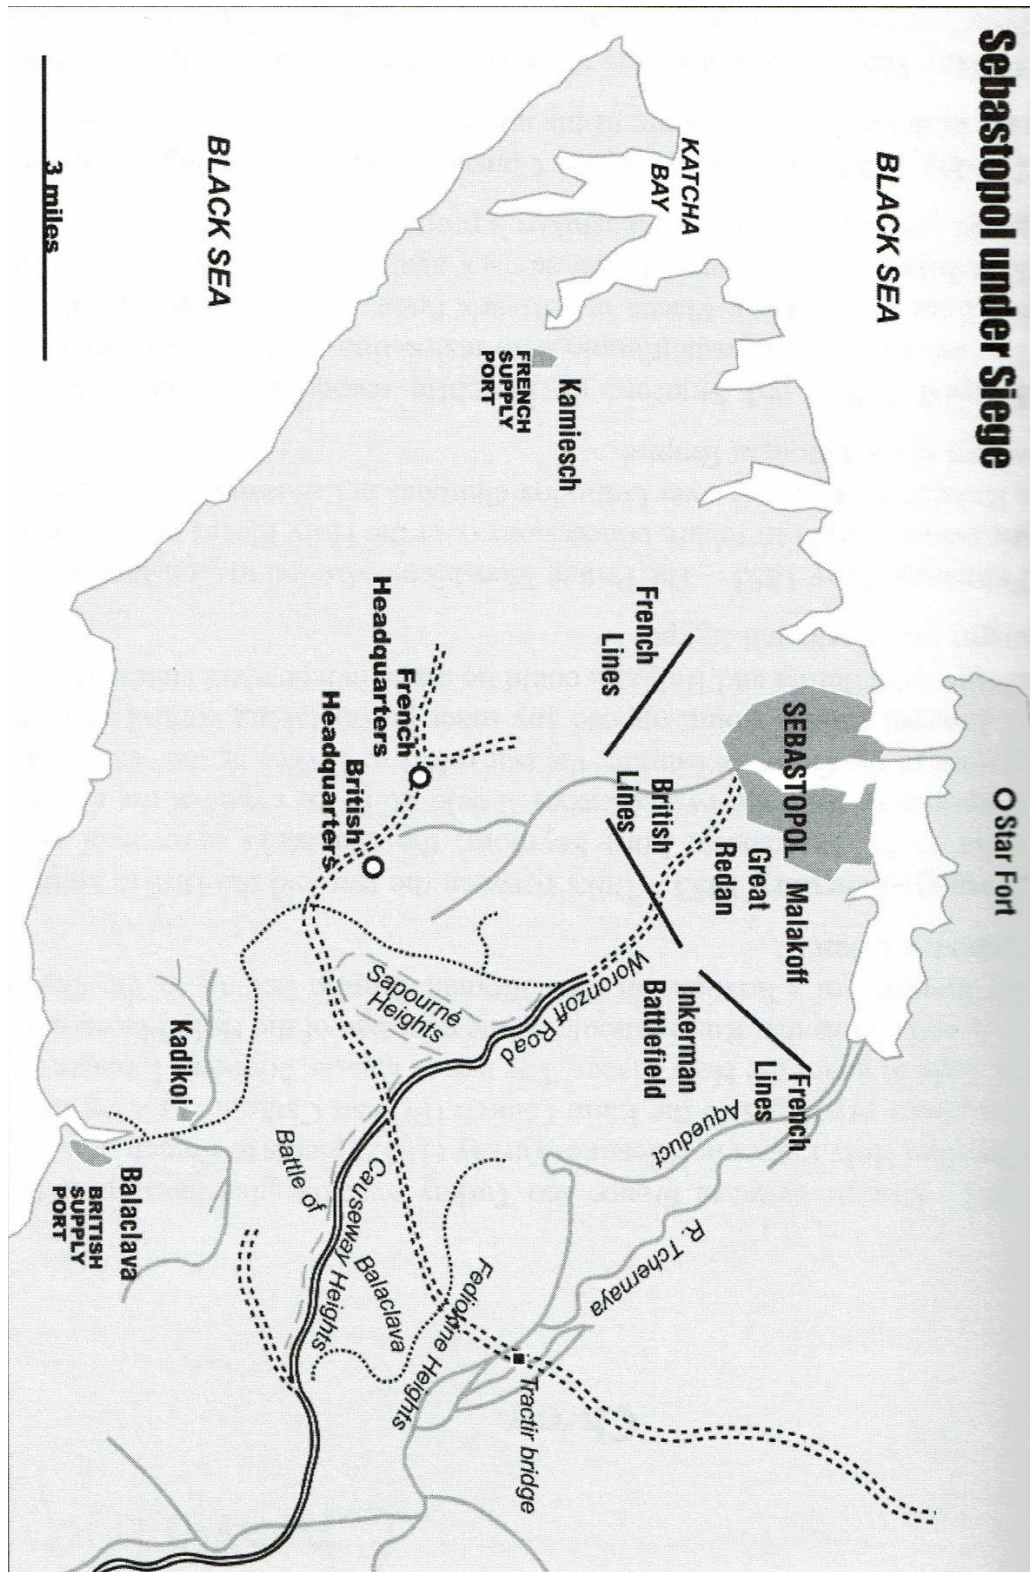 Sebastopol under Siege
Star Fort
BLACK SEA
KATCHA
BAY
Kamiesch
FRENCH
SUPPLY
PORT
French
Lines
SEBASTOPOL
Malakoff
Great
Redan
British
Lines
French
Lines
Inkerman
Battlefield
Aqueduct
R. Tchernaya
Woronzoff Road
French
Headquarters
British
Headquarters
Sapourné
Heights
Tractir bridge
Fediokine Heights
Causeway Heights
Battle of
Balaclava
Kadikoi
Balaclava
BRITISH
SUPPLY
PORT
BLACK SEA
3 miles